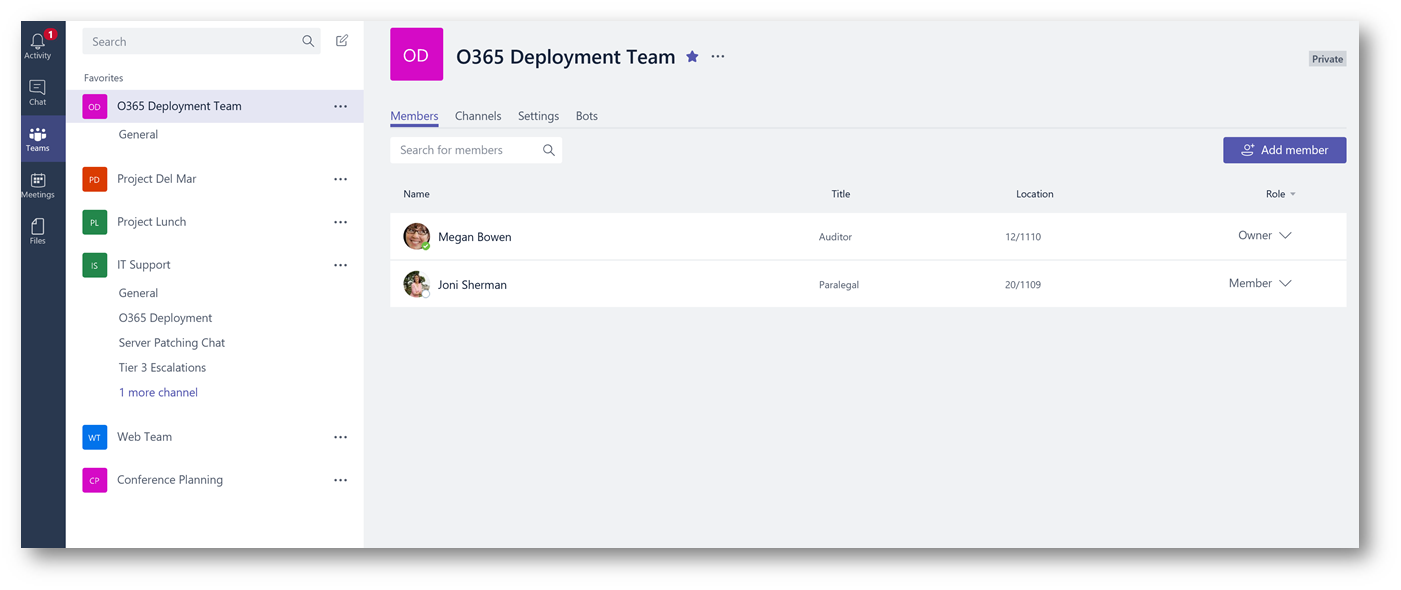 1
Activity
Chat
Teams
Meetings
Files
Search
Favorites
OD O365 Deployment Team ...
General
PD Project Del Mar ...
PL Project Lunch ...
IS IT Support ...
General
O365 Deployment
Server Patching Chat
Tier 3 Escalations
1 more channel
WT Web Team ...
CP Conference Planning ...
OD O365 Deployment Team ... Private
Members Channels Settings Bots
Search for members Add member
Name Title Location Role
Megan Bowen Auditor 12/1110 Owner
Joni Sherman Paralegal 20/1109 Member